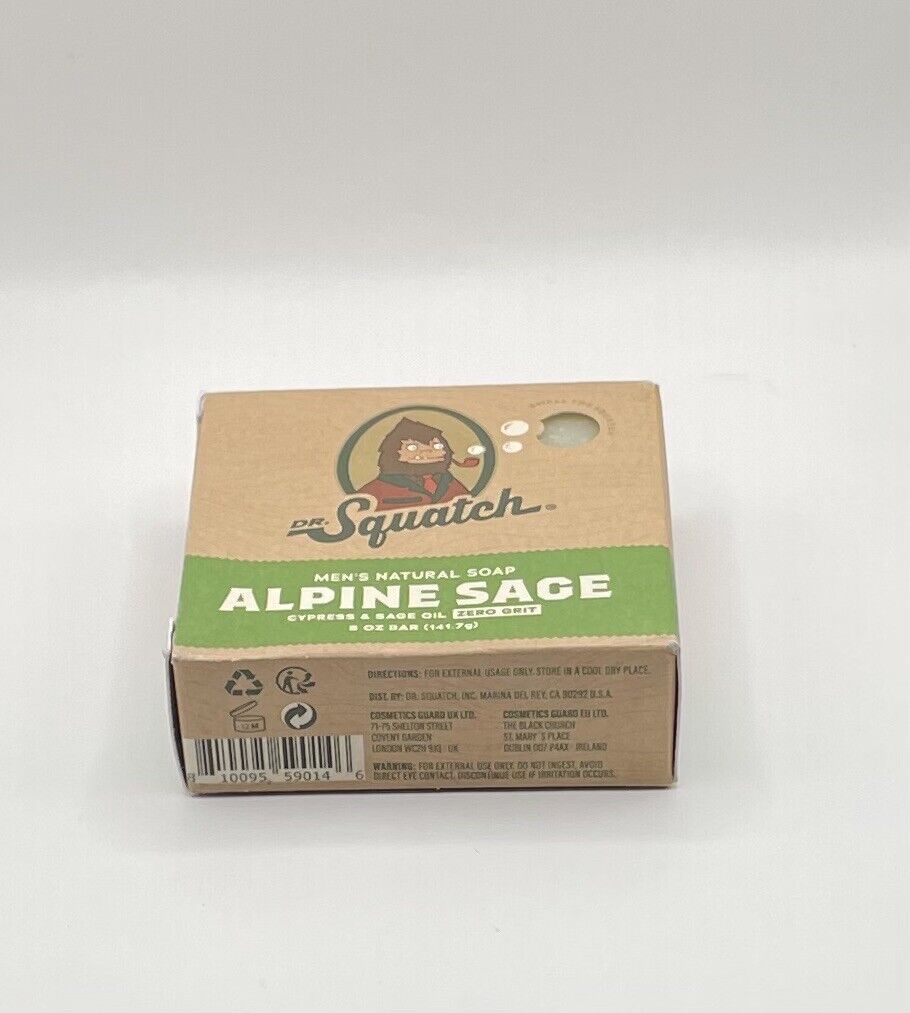 DR. Squatch®
MEN'S NATURAL SOAP
ALPINE SAGE
CYPRESS & SAGE OIL ZERO GRIT
5 OZ BAR (141.7g)
DIRECTIONS: FOR EXTERNAL USAGE ONLY. STORE IN A COOL DRY PLACE.
DIST. BY: DR. SQUATCH, INC. MARINA DEL REY, CA 90292 U.S.A.
COSMETICS GUARD UK LTD.
71-75 SHELTON STREET
COVENT GARDEN
LONDON WC2H 9JQ · UK
COSMETICS GUARD EU LTD.
THE BLACK CHURCH
ST. MARY'S PLACE
DUBLIN D07 P4AX · IRELAND
WARNING: FOR EXTERNAL USE ONLY. DO NOT INGEST. AVOID
DIRECT EYE CONTACT. DISCONTINUE USE IF IRRITATION OCCURS.
12 M
8 10095 59014 6